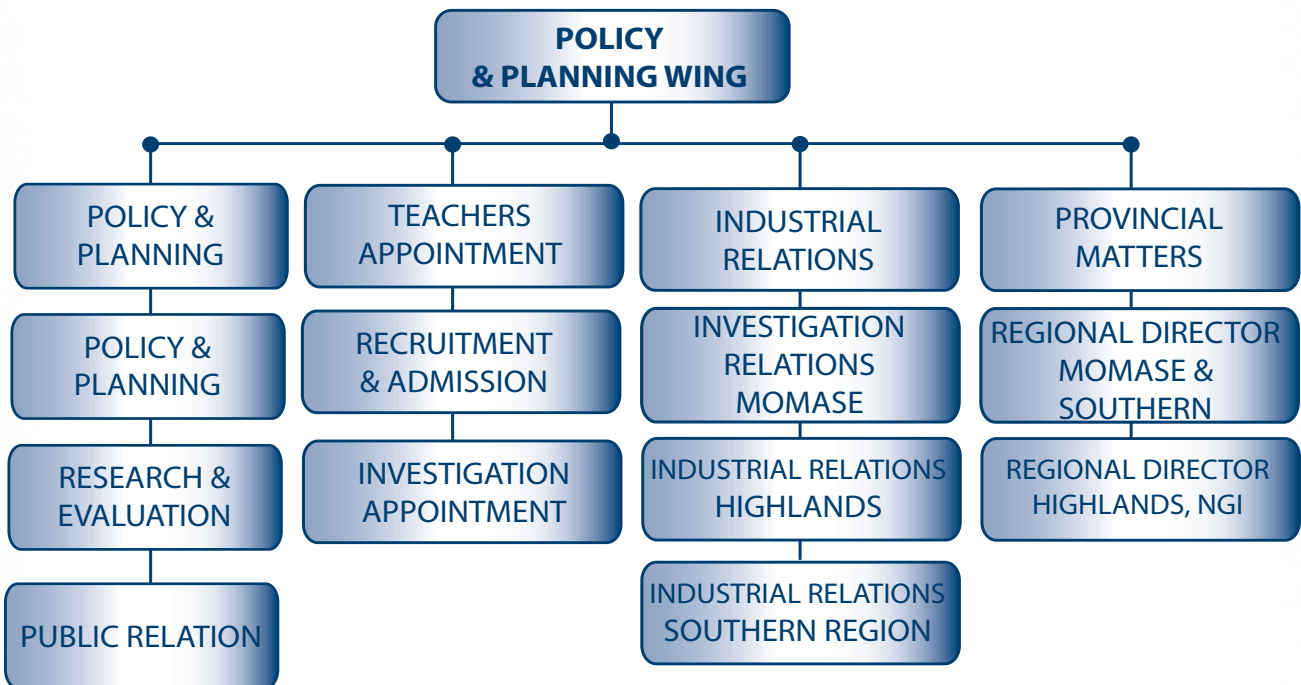 POLICY
& PLANNING WING
POLICY &
PLANNING
TEACHERS
APPOINTMENT
INDUSTRIAL
RELATIONS
PROVINCIAL
MATTERS
POLICY &
PLANNING
RECRUITMENT
& ADMISSION
INVESTIGATION
RELATIONS
MOMASE
REGIONAL DIRECTOR
MOMASE &
SOUTHERN
RESEARCH &
EVALUATION
INVESTIGATION
APPOINTMENT
INDUSTRIAL RELATIONS
HIGHLANDS
REGIONAL DIRECTOR
HIGHLANDS, NGI
PUBLIC RELATION
INDUSTRIAL RELATIONS
SOUTHERN REGION